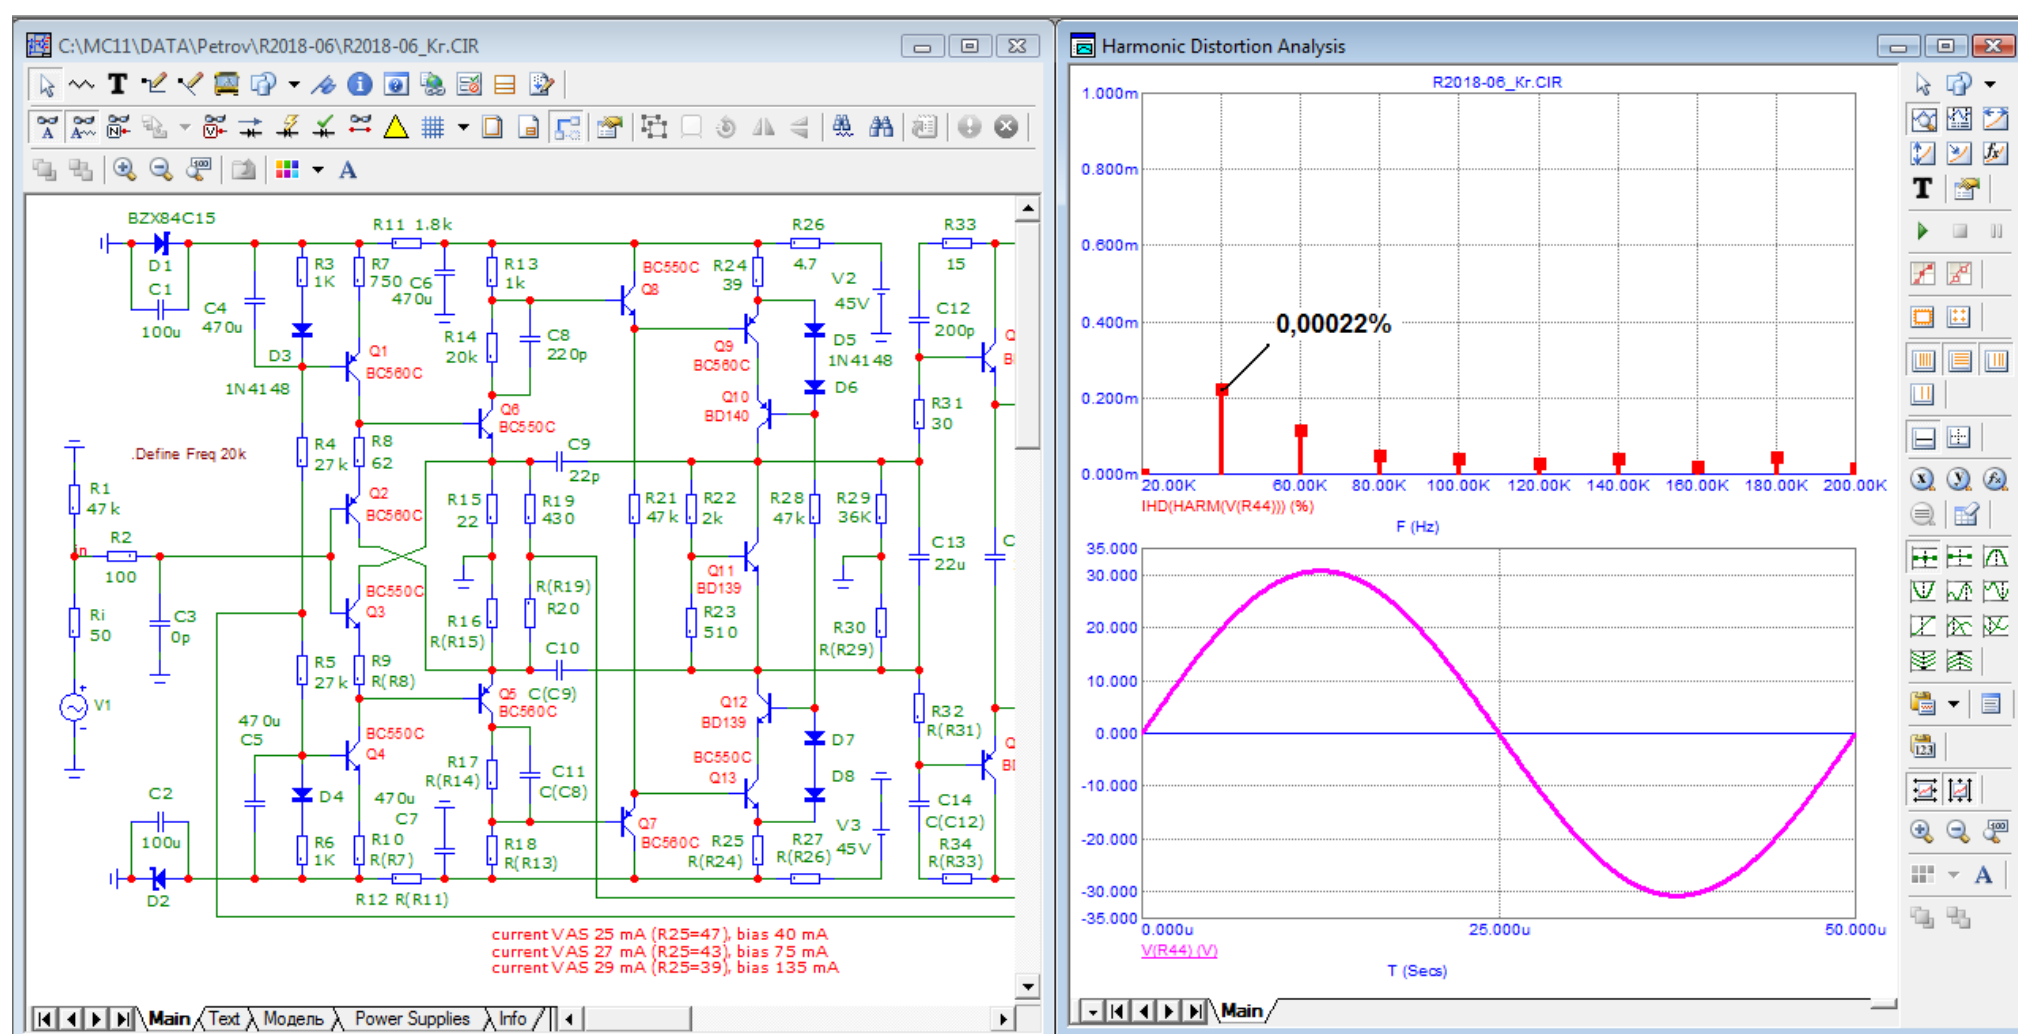 C:\MC11\DATA\Petrov\R2018-06\R2018-06_Kr.CIR
BZX84C15
D1
C1
100u
C4
470u
R3
1K
D3
1N4148
R7
750
R11 1.8k
C6
470u
R13
1k
R14
20k
C8
220p
Q1
BC560C
Q6
BC550C
BC550C
Q8
R24
39
R26
4.7
V2
45V
Q9
BC560C
D5
1N4148
D6
Q10
BD140
R33
15
C12
200p
R31
30
.Define Freq 20k
R4
27k
R8
62
Q2
BC560C
C9
22p
R1
47k
in
R2
100
R15
22
R19
430
R21
47k
R22
2k
R28
47k
R29
36K
C13
22u
Q11
BD139
Ri
50
C3
0p
BC550C
Q3
R(R19)
R20
R16
R(R15)
R23
510
R30
R(R29)
R5
27k
R9
R(R8)
C10
C(C9)
Q5
BC560C
Q12
BD139
R32
R(R31)
V1
470u
C5
BC550C
Q4
R17
R(R14)
C11
C(C8)
BC550C
Q13
D7
D8
C2
100u
D4
470u
C7
R6
1K
R10
R(R7)
R18
R(R13)
Q7
BC560C
R25
R(R24)
R27
R(R26)
V3
45V
C14
C(C12)
R34
R(R33)
D2
R12 R(R11)
current VAS 25 mA (R25=47), bias 40 mA
current VAS 27 mA (R25=43), bias 75 mA
current VAS 29 mA (R25=39), bias 135 mA
Main Text Модель Power Supplies Info
Harmonic Distortion Analysis
R2018-06_Kr.CIR
1.000m
0.800m
0.600m
0.400m
0.200m
0.000m
0,00022%
20.00K 60.00K 80.00K 100.00K 120.00K 140.00K 160.00K 180.00K 200.00K
IHD(HARM(V(R44))) (%)
F (Hz)
35.000
30.000
20.000
10.000
0.000
-10.000
-20.000
-30.000
-35.000
0.000u 25.000u 50.000u
V(R44) (V)
T (Secs)
Main